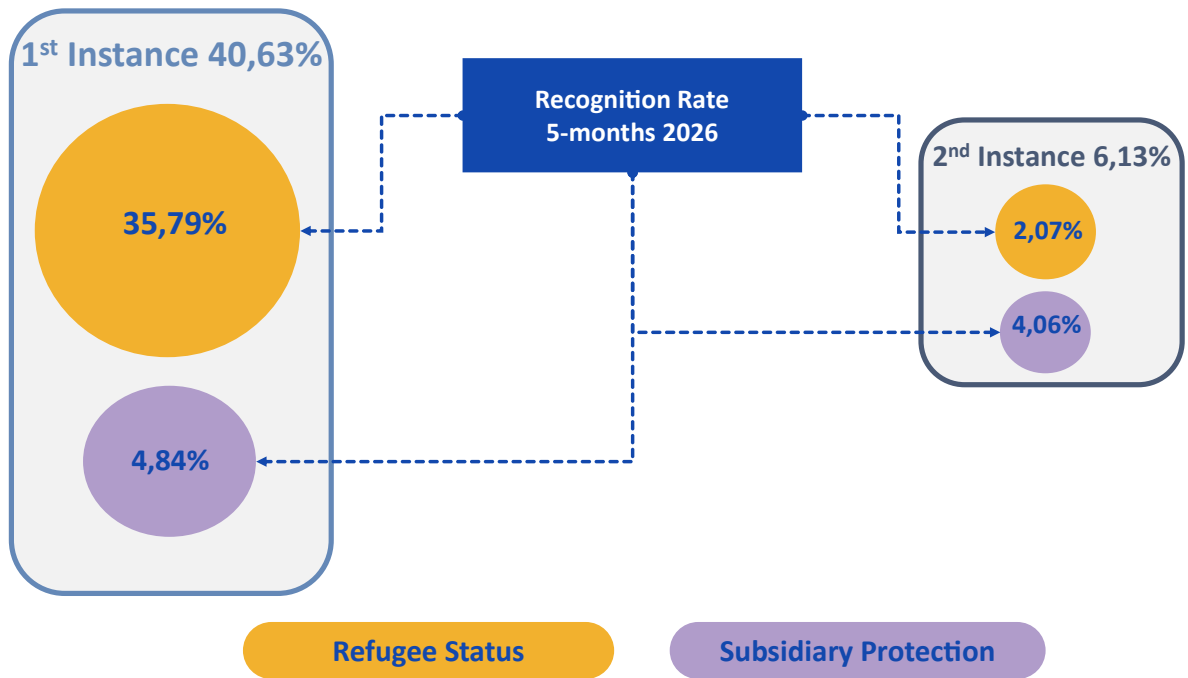 1st Instance 40,63%
Recognition Rate
5-months 2026
2nd Instance 6,13%
35,79%
2,07%
4,06%
4,84%
Refugee Status
Subsidiary Protection